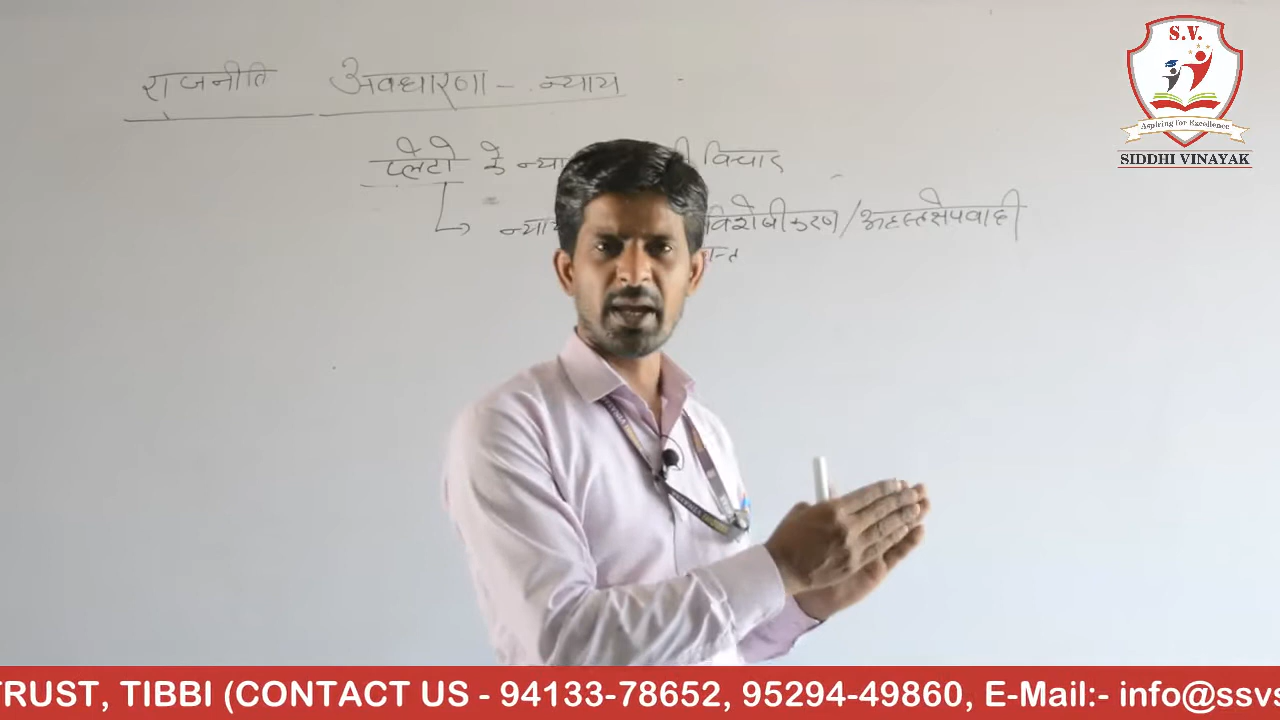 राजनीति अवधारणा - न्याय
प्लेटो के न्या ी विचार
न्याय विशेषीकरण/अहस्तक्षेपवादी
न्त
S.V.
Aspiring for Excellence
SIDDHI VINAYAK
TRUST, TIBBI (CONTACT US - 94133-78652, 95294-49860, E-Mail:- info@ssvs